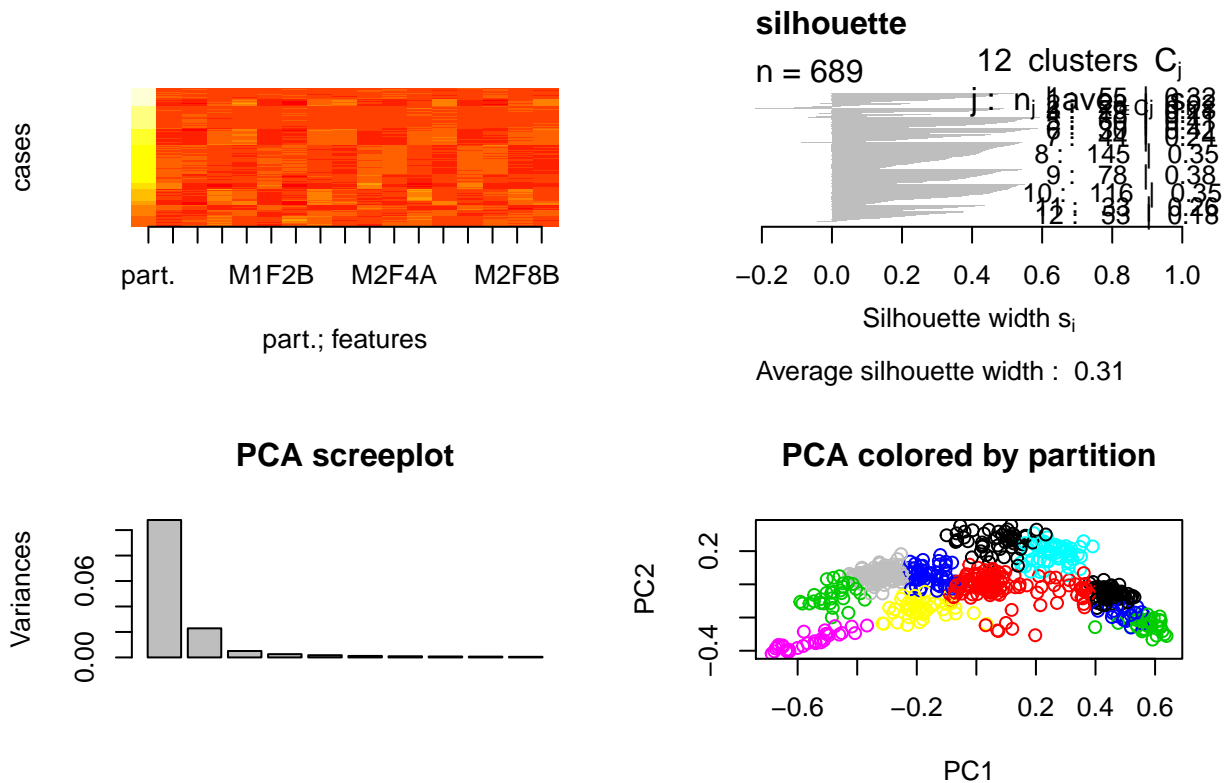 silhouette
n = 689
12 clusters Cj
cases
8 : 145 | 0.35
9 : 78 | 0.38
10 : 116 | 0.35
part. M1F2B M2F4A M2F8B
−0.2 0.0 0.2 0.4 0.6 0.8 1.0
part.; features
Silhouette width si
Average silhouette width : 0.31
PCA screeplot
PCA colored by partition
Variances
0.00 0.06
PC2
−0.4 0.2
−0.6 −0.2 0.2 0.4 0.6
PC1